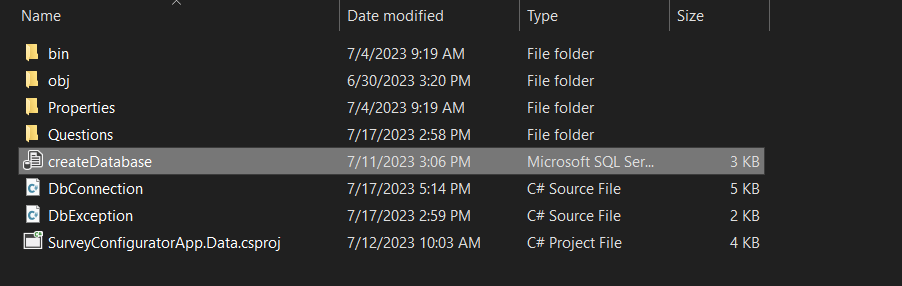 Name Date modified Type Size
bin 7/4/2023 9:19 AM File folder
obj 6/30/2023 3:20 PM File folder
Properties 7/4/2023 9:19 AM File folder
Questions 7/17/2023 2:58 PM File folder
createDatabase 7/11/2023 3:06 PM Microsoft SQL Ser... 3 KB
DbConnection 7/17/2023 5:14 PM C# Source File 5 KB
DbException 7/17/2023 2:59 PM C# Source File 2 KB
SurveyConfiguratorApp.Data.csproj 7/12/2023 10:03 AM C# Project File 4 KB